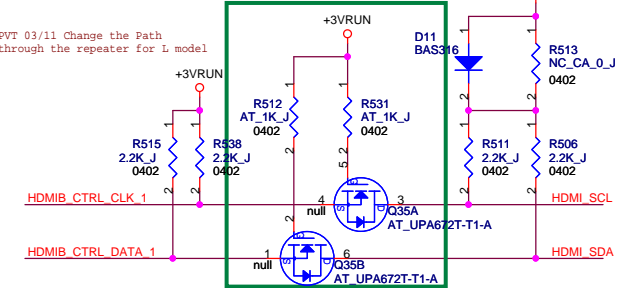 PVT 03/11 Change the Path
through the repeater for L model
+3VRUN
D11
BAS316
R513
NC_CA_0_J
0402
+3VRUN
R512
AT_1K_J
0402
R531
AT_1K_J
0402
R515
2.2K_J
0402
R538
2.2K_J
0402
R511
2.2K_J
0402
R506
2.2K_J
0402
HDMIB_CTRL_CLK_1
4
null
3
Q35A
AT_UPA672T-T1-A
HDMI_SCL
HDMIB_CTRL_DATA_1
1
null
6
Q35B
AT_UPA672T-T1-A
HDMI_SDA